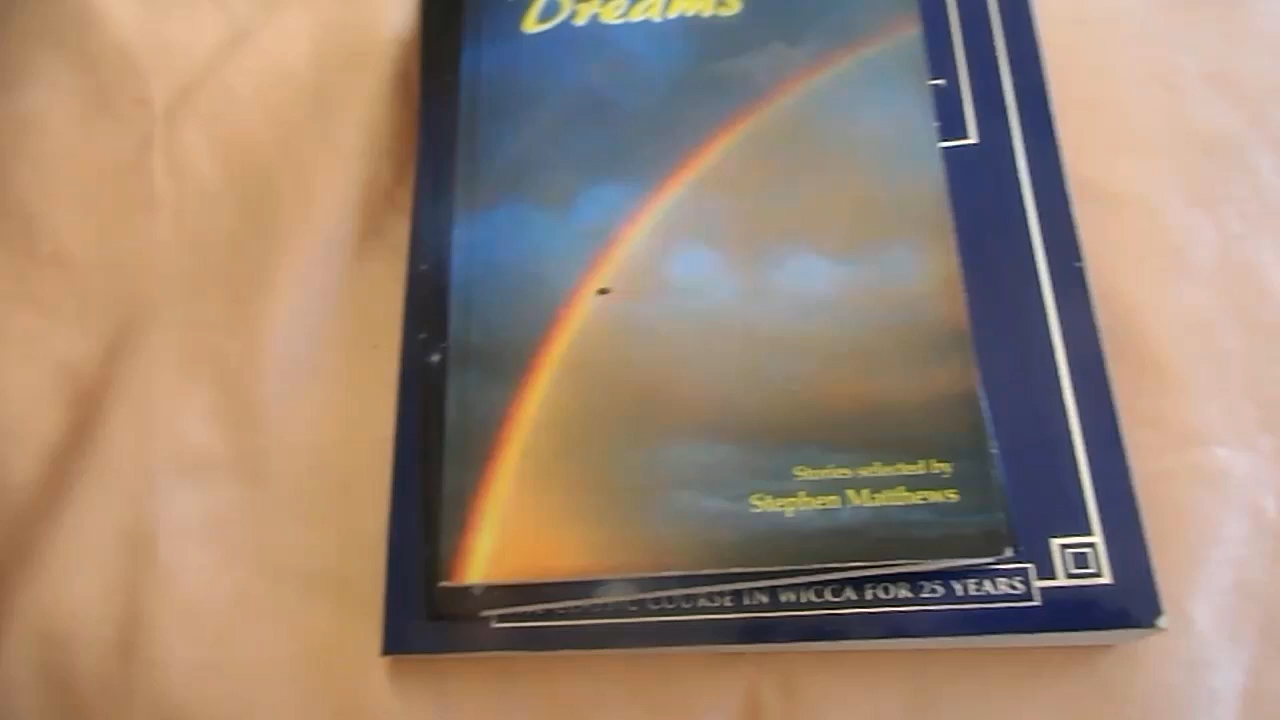 Dreams
Stories selected by
Stephen Matthews
COURSE IN WICCA FOR 25 YEARS